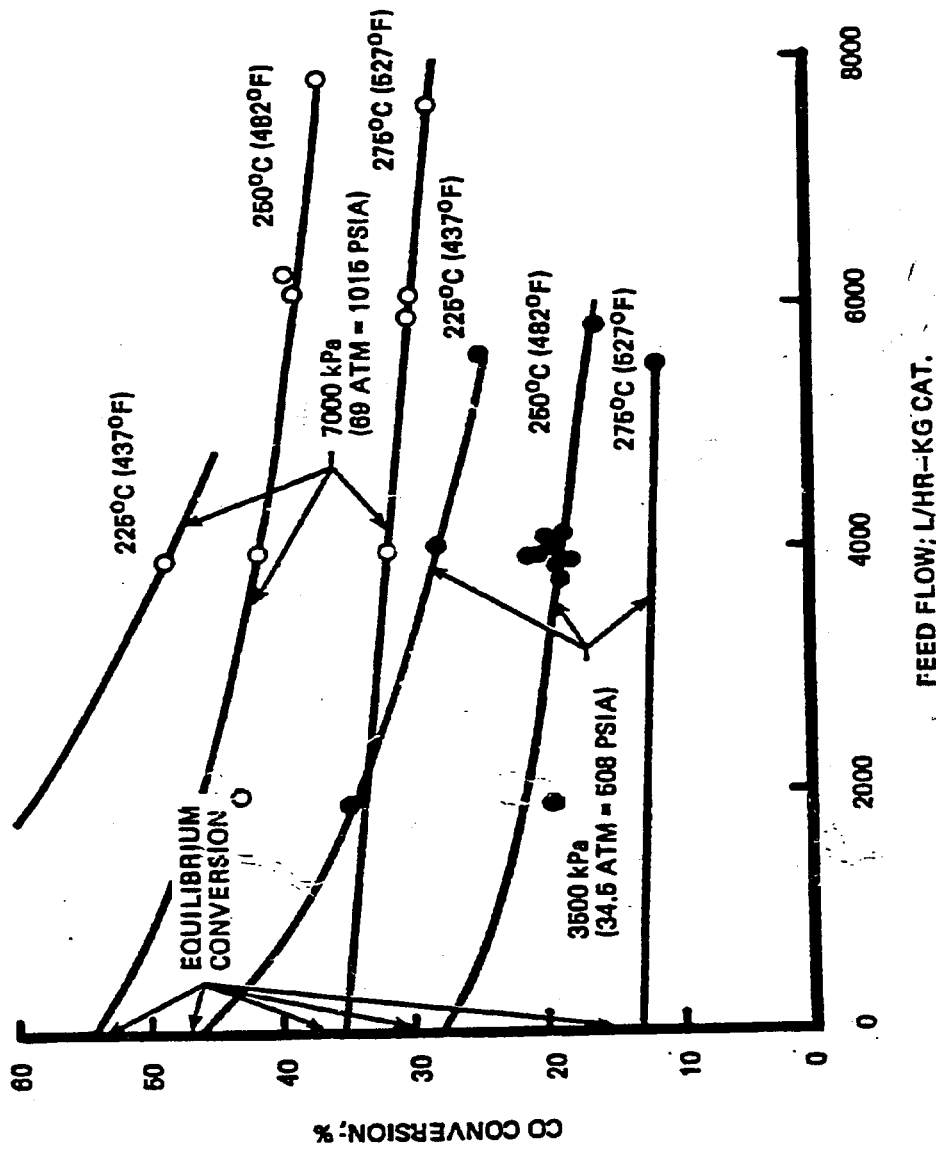 CO CONVERSION, %
60
50
40
30
20
10
0
0
2000
4000
6000
8000
FEED FLOW; L/HR-KG CAT.
EQUILIBRIUM
CONVERSION
225°C (437°F)
250°C (482°F)
7000 kPa
(69 ATM = 1015 PSIA)
275°C (527°F)
225°C (437°F)
250°C (482°F)
275°C (527°F)
3500 kPa
(34.5 ATM = 508 PSIA)